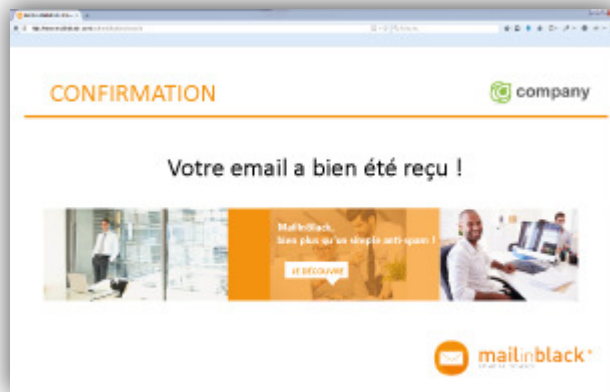 CONFIRMATION
company
Votre email a bien été reçu !
MailInBlack,
bien plus qu'un simple anti-spam !
JE DÉCOUVRE
mailinblack